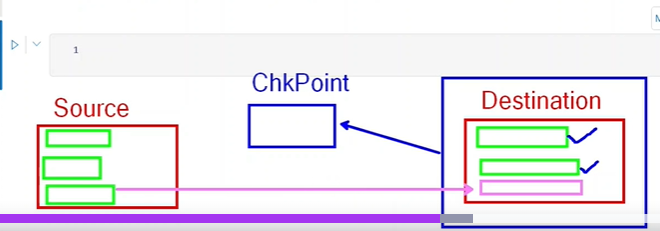 1
ChkPoint
Source
Destination